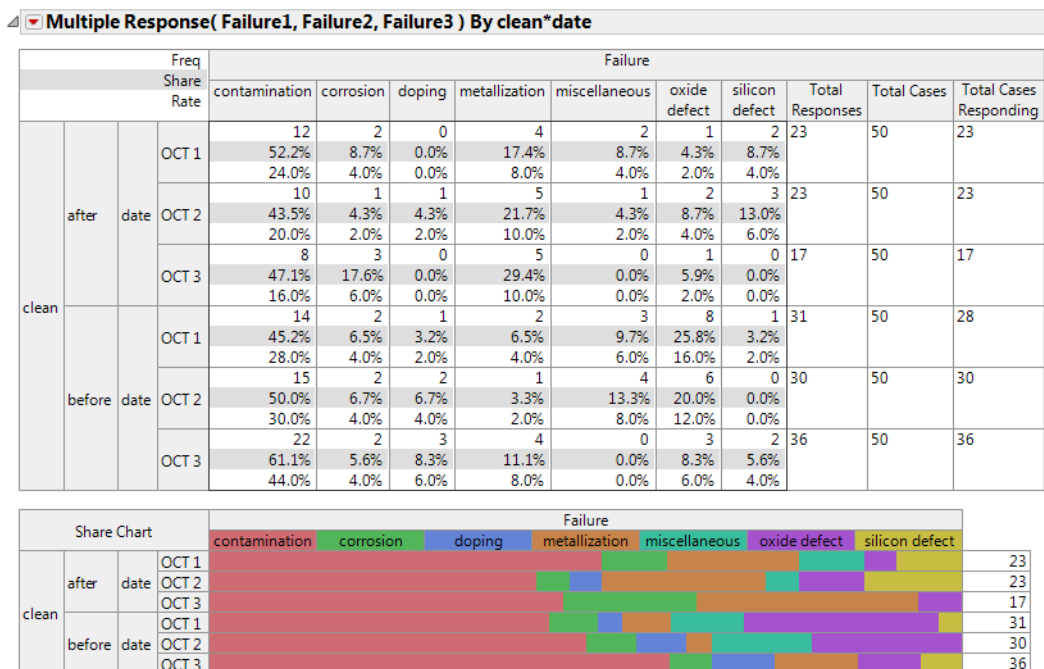 Multiple Response( Failure1, Failure2, Failure3 ) By clean*date
Freq Failure
Share
Rate
contamination corrosion doping metallization miscellaneous oxide defect silicon defect Total Responses Total Cases Total Cases Responding
clean after date OCT 1 12 2 0 4 2 1 2 23 50 23
52.2% 8.7% 0.0% 17.4% 8.7% 4.3% 8.7%
24.0% 4.0% 0.0% 8.0% 4.0% 2.0% 4.0%
OCT 2 10 1 1 5 1 2 3 23 50 23
43.5% 4.3% 4.3% 21.7% 4.3% 8.7% 13.0%
20.0% 2.0% 2.0% 10.0% 2.0% 4.0% 6.0%
OCT 3 8 3 0 5 0 1 0 17 50 17
47.1% 17.6% 0.0% 29.4% 0.0% 5.9% 0.0%
16.0% 6.0% 0.0% 10.0% 0.0% 2.0% 0.0%
before date OCT 1 14 2 1 2 3 8 1 31 50 28
45.2% 6.5% 3.2% 6.5% 9.7% 25.8% 3.2%
28.0% 4.0% 2.0% 4.0% 6.0% 16.0% 2.0%
OCT 2 15 2 2 1 4 6 0 30 50 30
50.0% 6.7% 6.7% 3.3% 13.3% 20.0% 0.0%
30.0% 4.0% 4.0% 2.0% 8.0% 12.0% 0.0%
OCT 3 22 2 3 4 0 3 2 36 50 36
61.1% 5.6% 8.3% 11.1% 0.0% 8.3% 5.6%
44.0% 4.0% 6.0% 8.0% 0.0% 6.0% 4.0%
Share Chart Failure
contamination corrosion doping metallization miscellaneous oxide defect silicon defect
clean after date OCT 1 23
OCT 2 23
OCT 3 17
before date OCT 1 31
OCT 2 30
OCT 3 36